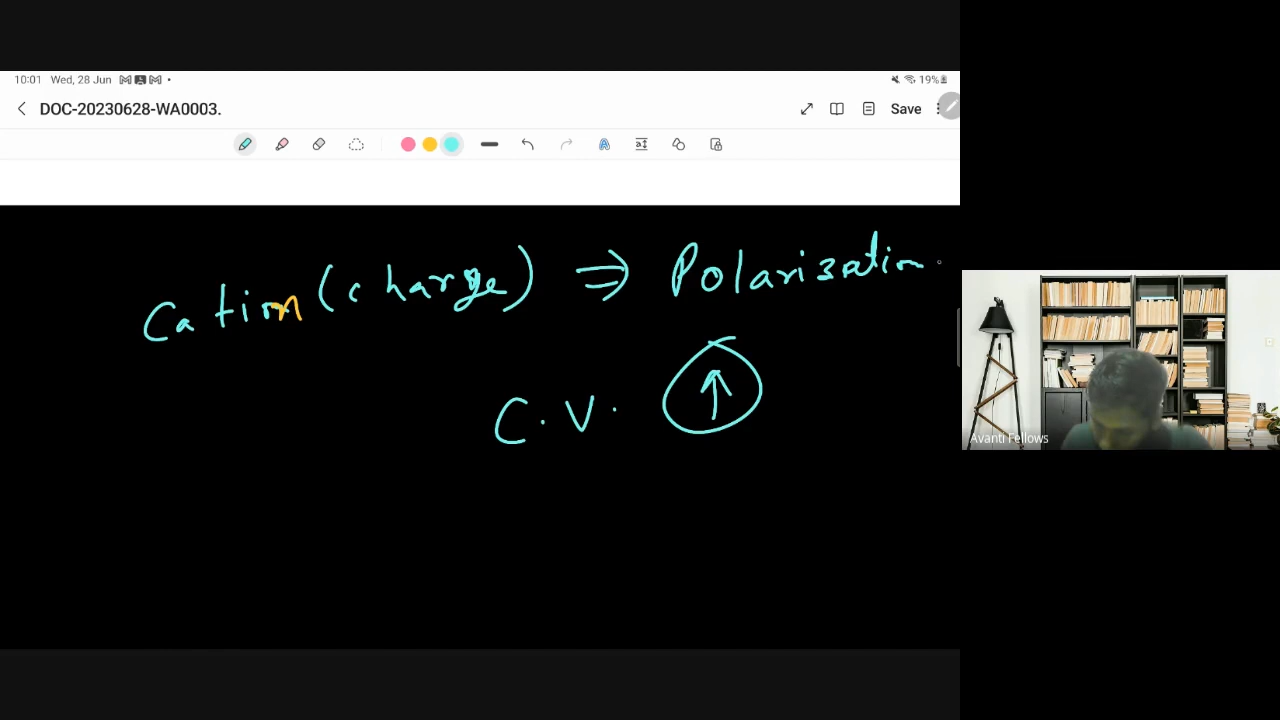 10:01 Wed, 28 Jun
19%
DOC-20230628-WA0003.
Save
Cation (charge) ⇒ Polarization.
C.V. ↑
Avanti Fellows